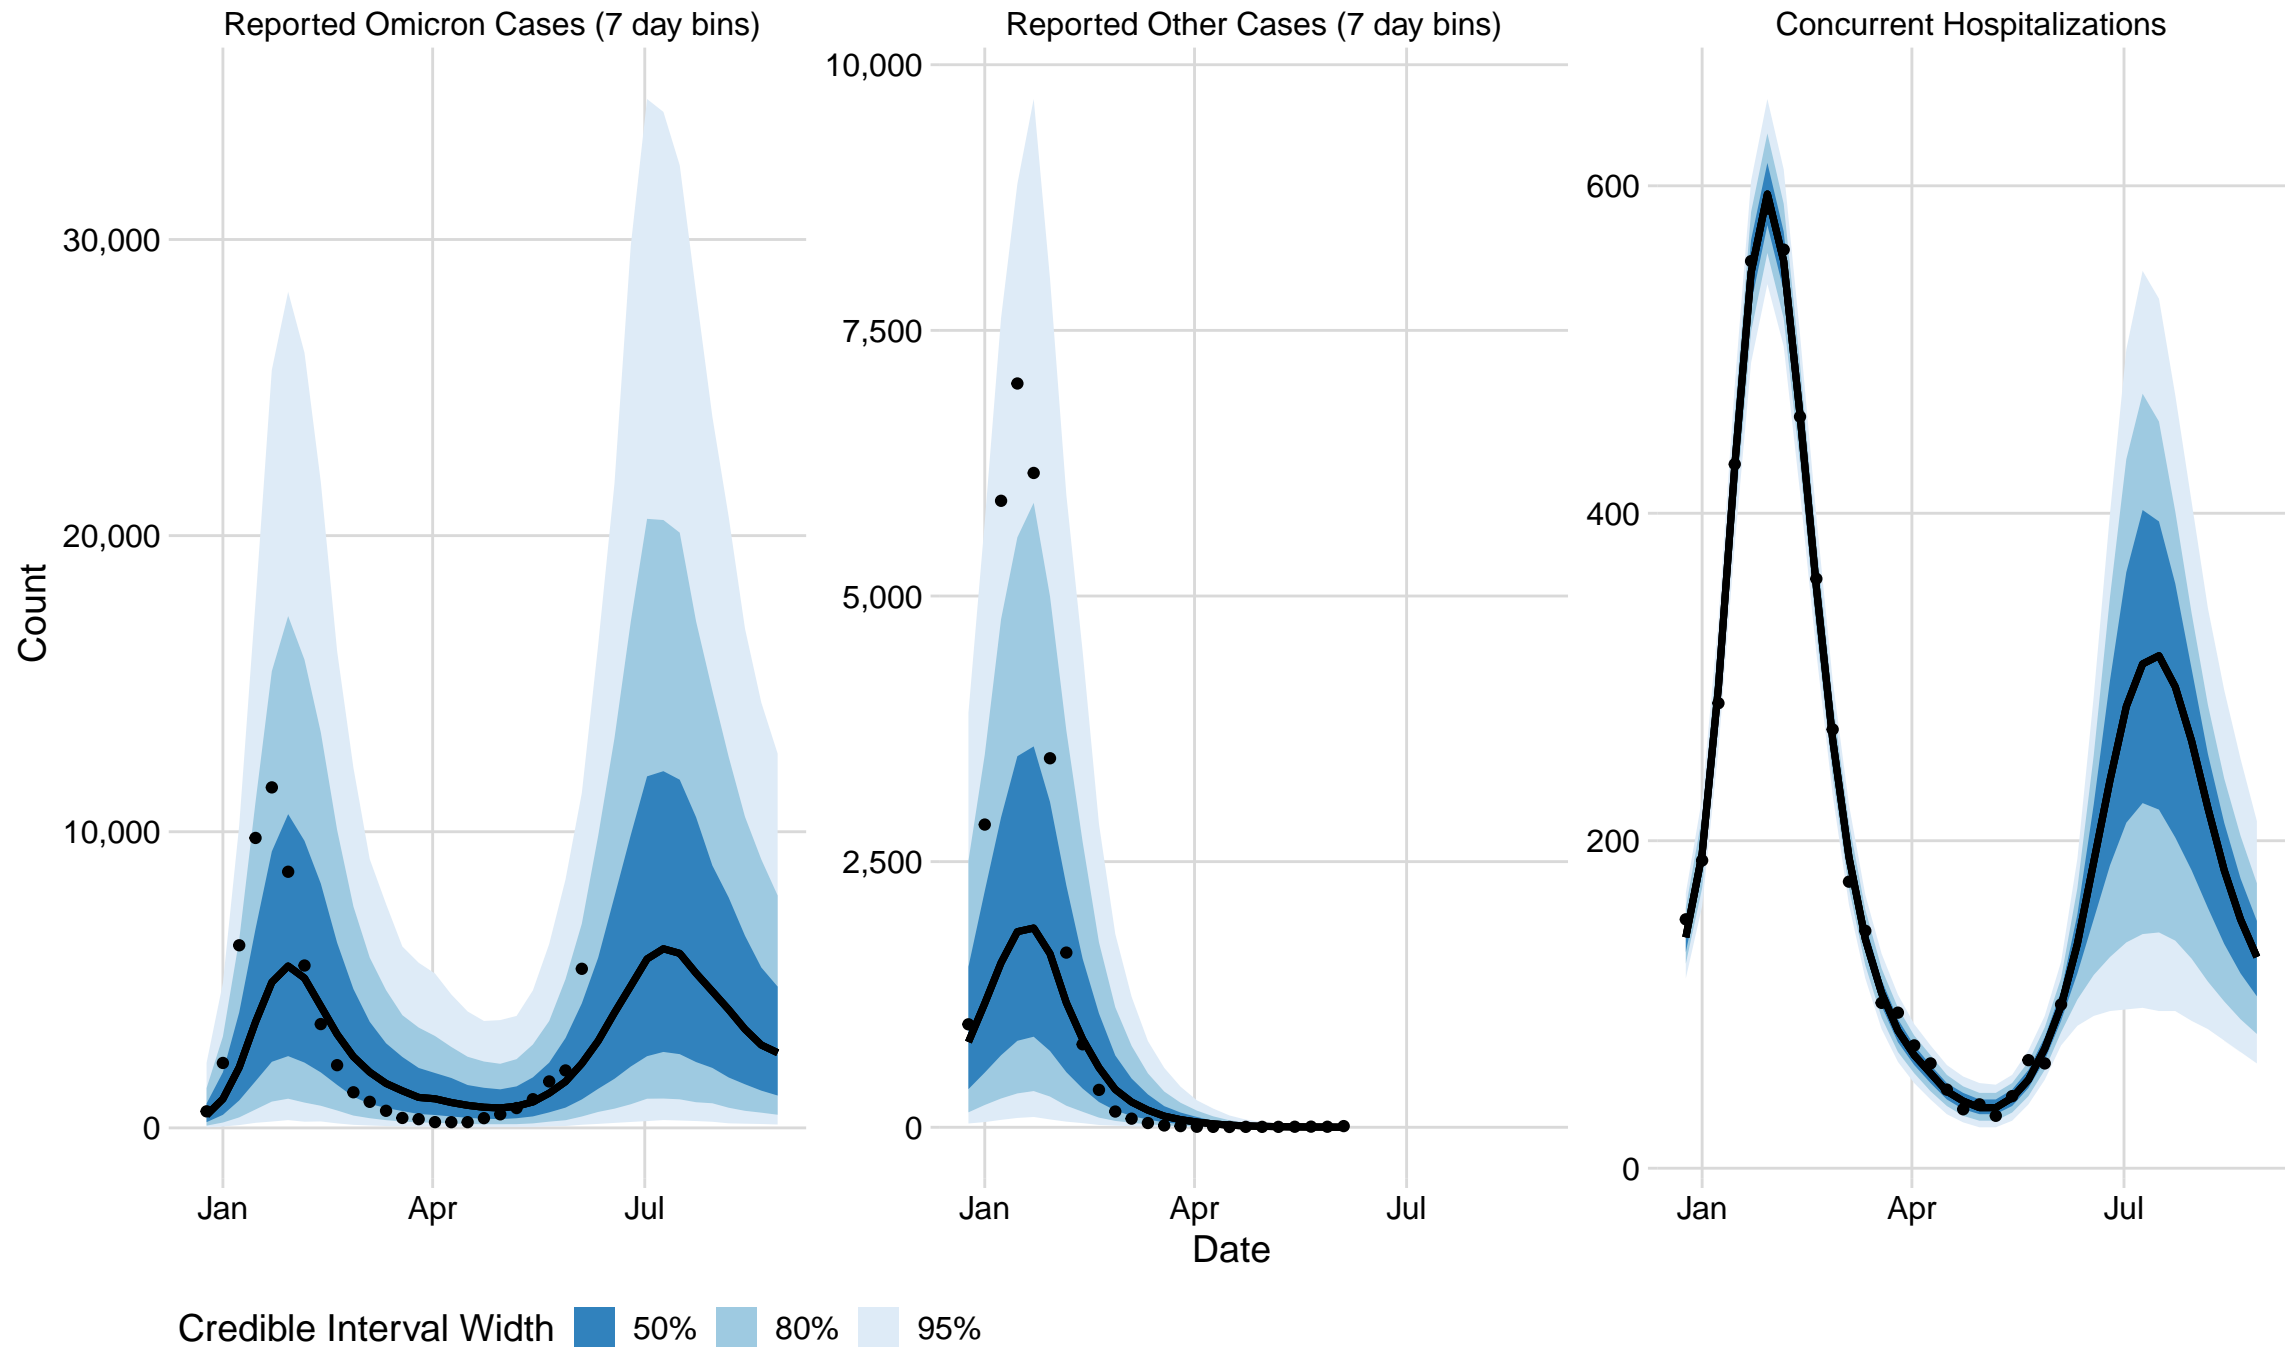 Reported Omicron Cases (7 day bins)
Reported Other Cases (7 day bins)
Concurrent Hospitalizations
Count
30,000
20,000
10,000
0
Jan
Apr
Jul
10,000
7,500
5,000
2,500
0
Jan
Apr
Jul
600
400
200
0
Jan
Apr
Jul
Date
Credible Interval Width 50% 80% 95%